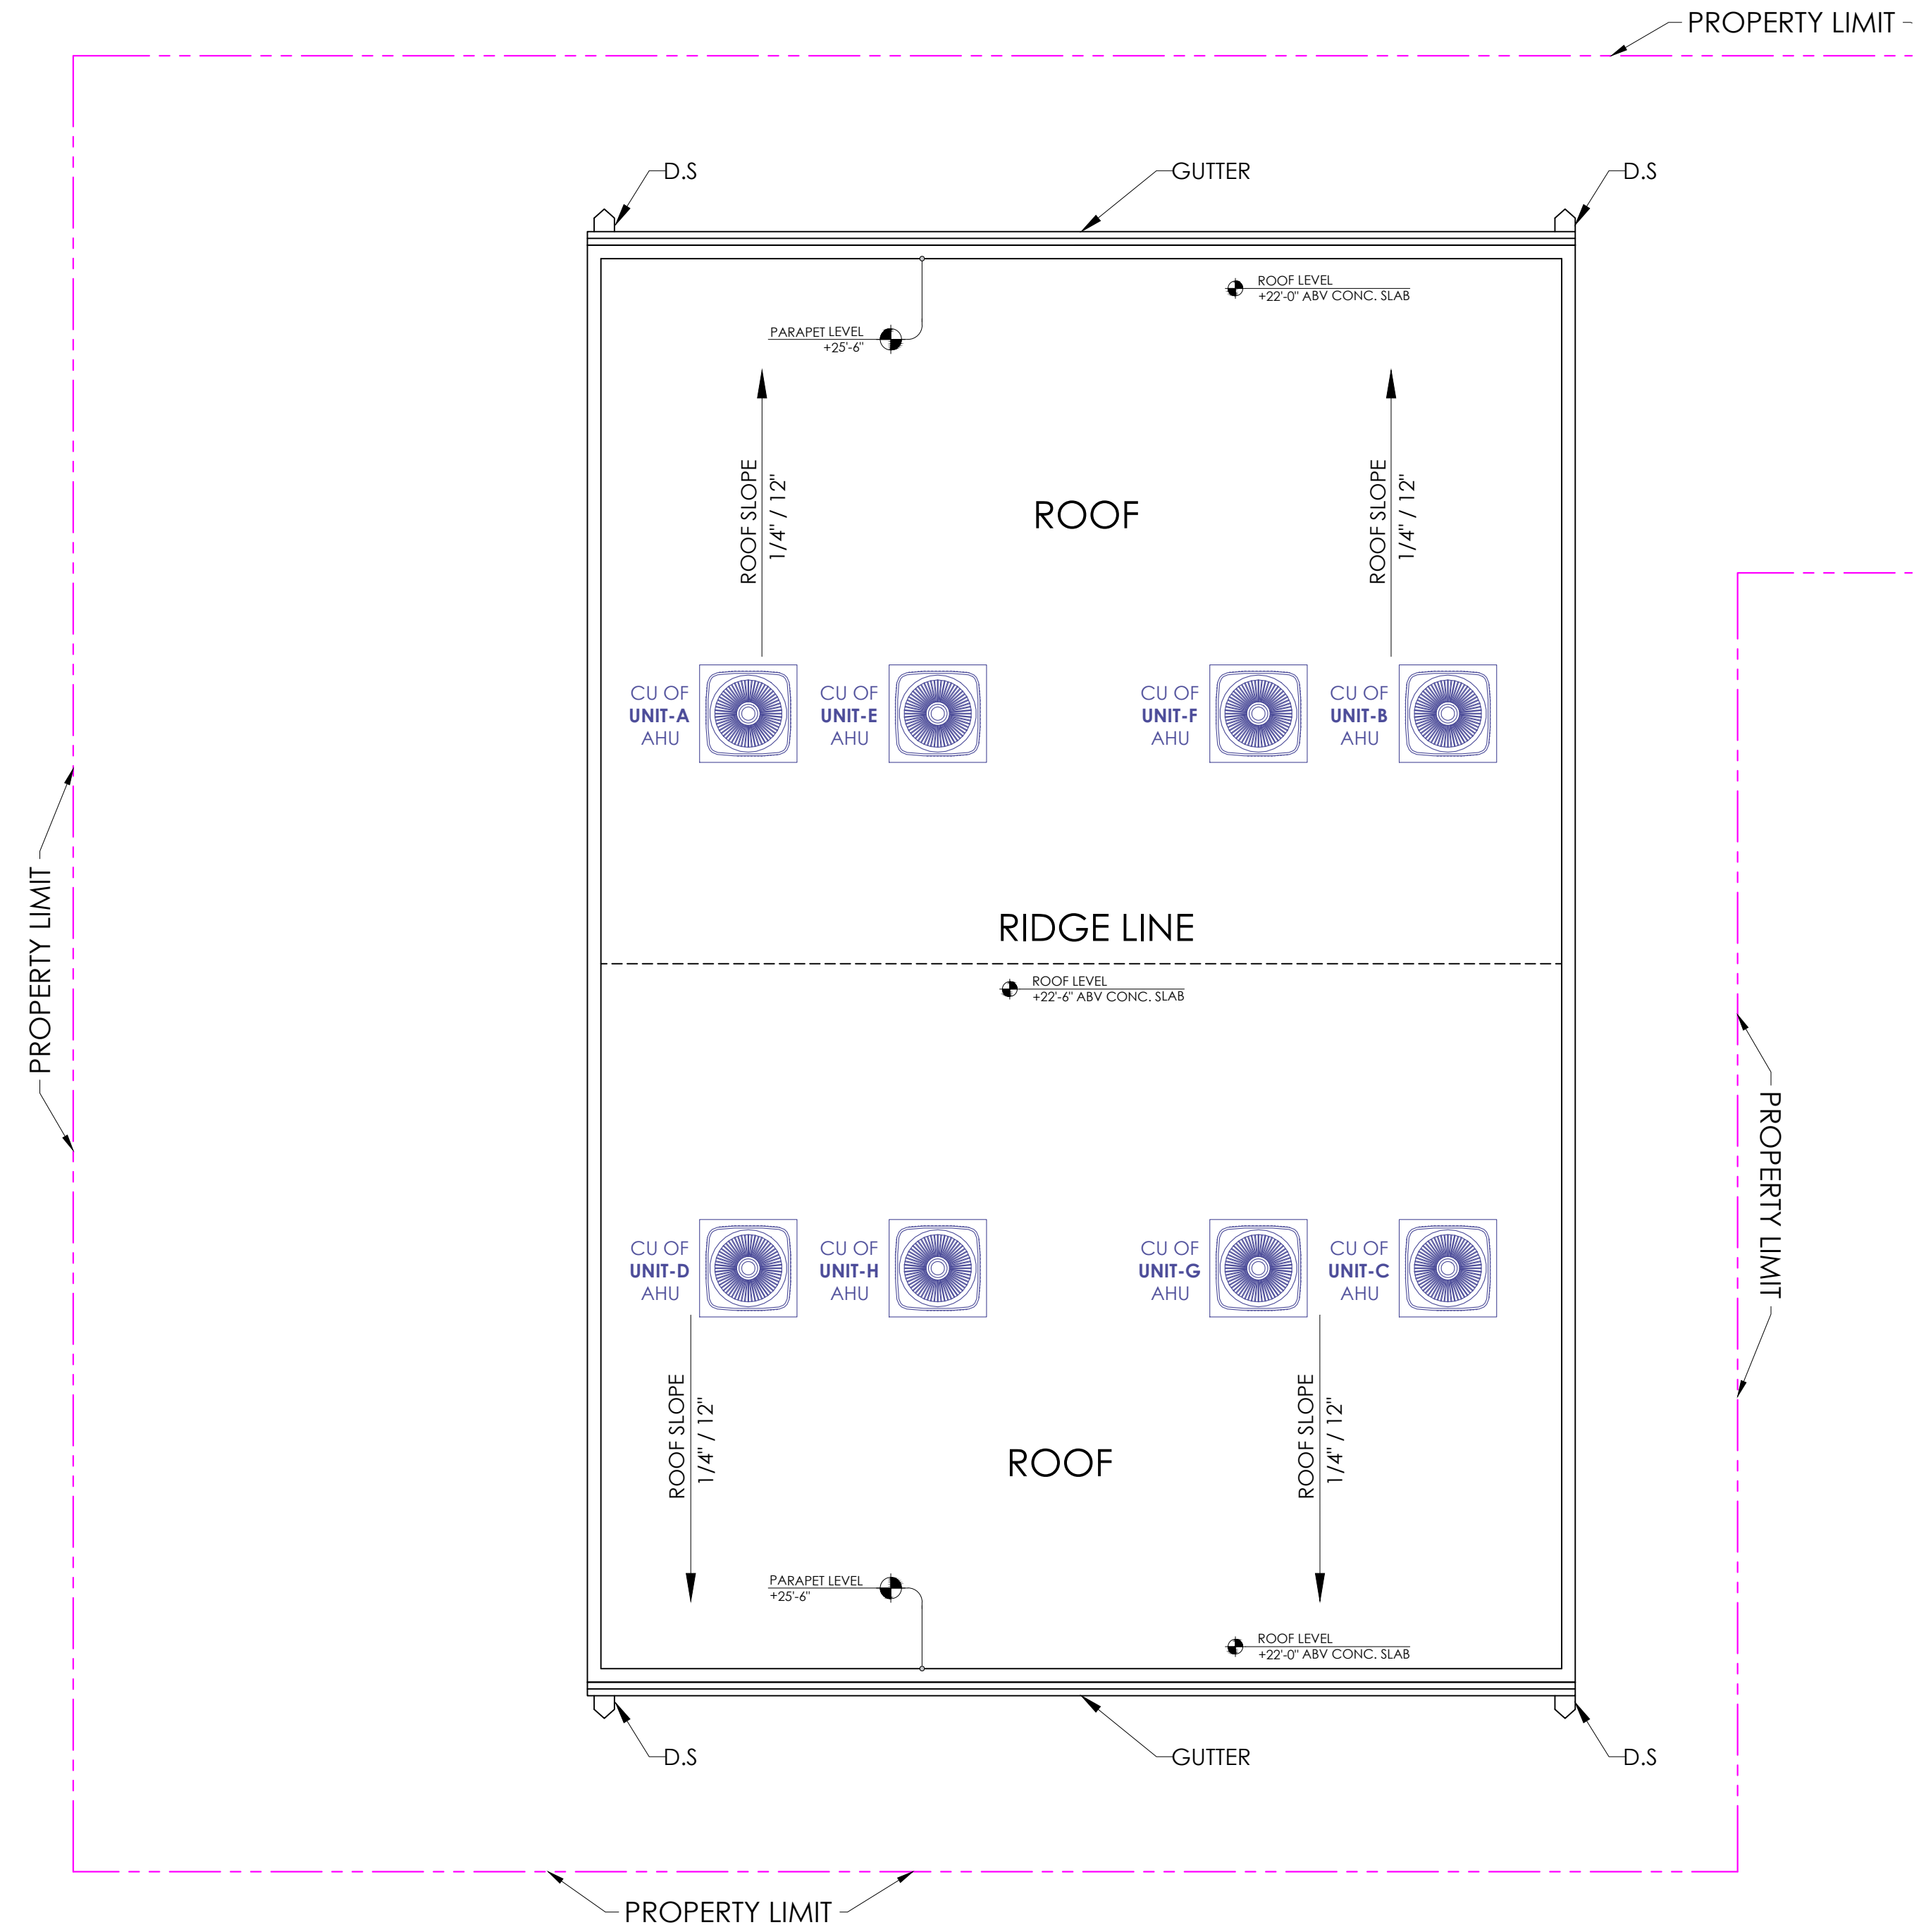 PROPERTY LIMIT
D.S
GUTTER
D.S
ROOF LEVEL
+22'-0" ABV CONC. SLAB
PARAPET LEVEL
+25'-6"
ROOF SLOPE
1/4" / 12"
ROOF
ROOF SLOPE
1/4" / 12"
CU OF
UNIT-A
AHU
CU OF
UNIT-E
AHU
CU OF
UNIT-F
AHU
CU OF
UNIT-B
AHU
PROPERTY LIMIT
RIDGE LINE
ROOF LEVEL
+22'-6" ABV CONC. SLAB
PROPERTY LIMIT
CU OF
UNIT-D
AHU
CU OF
UNIT-H
AHU
CU OF
UNIT-G
AHU
CU OF
UNIT-C
AHU
ROOF SLOPE
1/4" / 12"
ROOF
ROOF SLOPE
1/4" / 12"
PARAPET LEVEL
+25'-6"
ROOF LEVEL
+22'-0" ABV CONC. SLAB
D.S
GUTTER
D.S
PROPERTY LIMIT